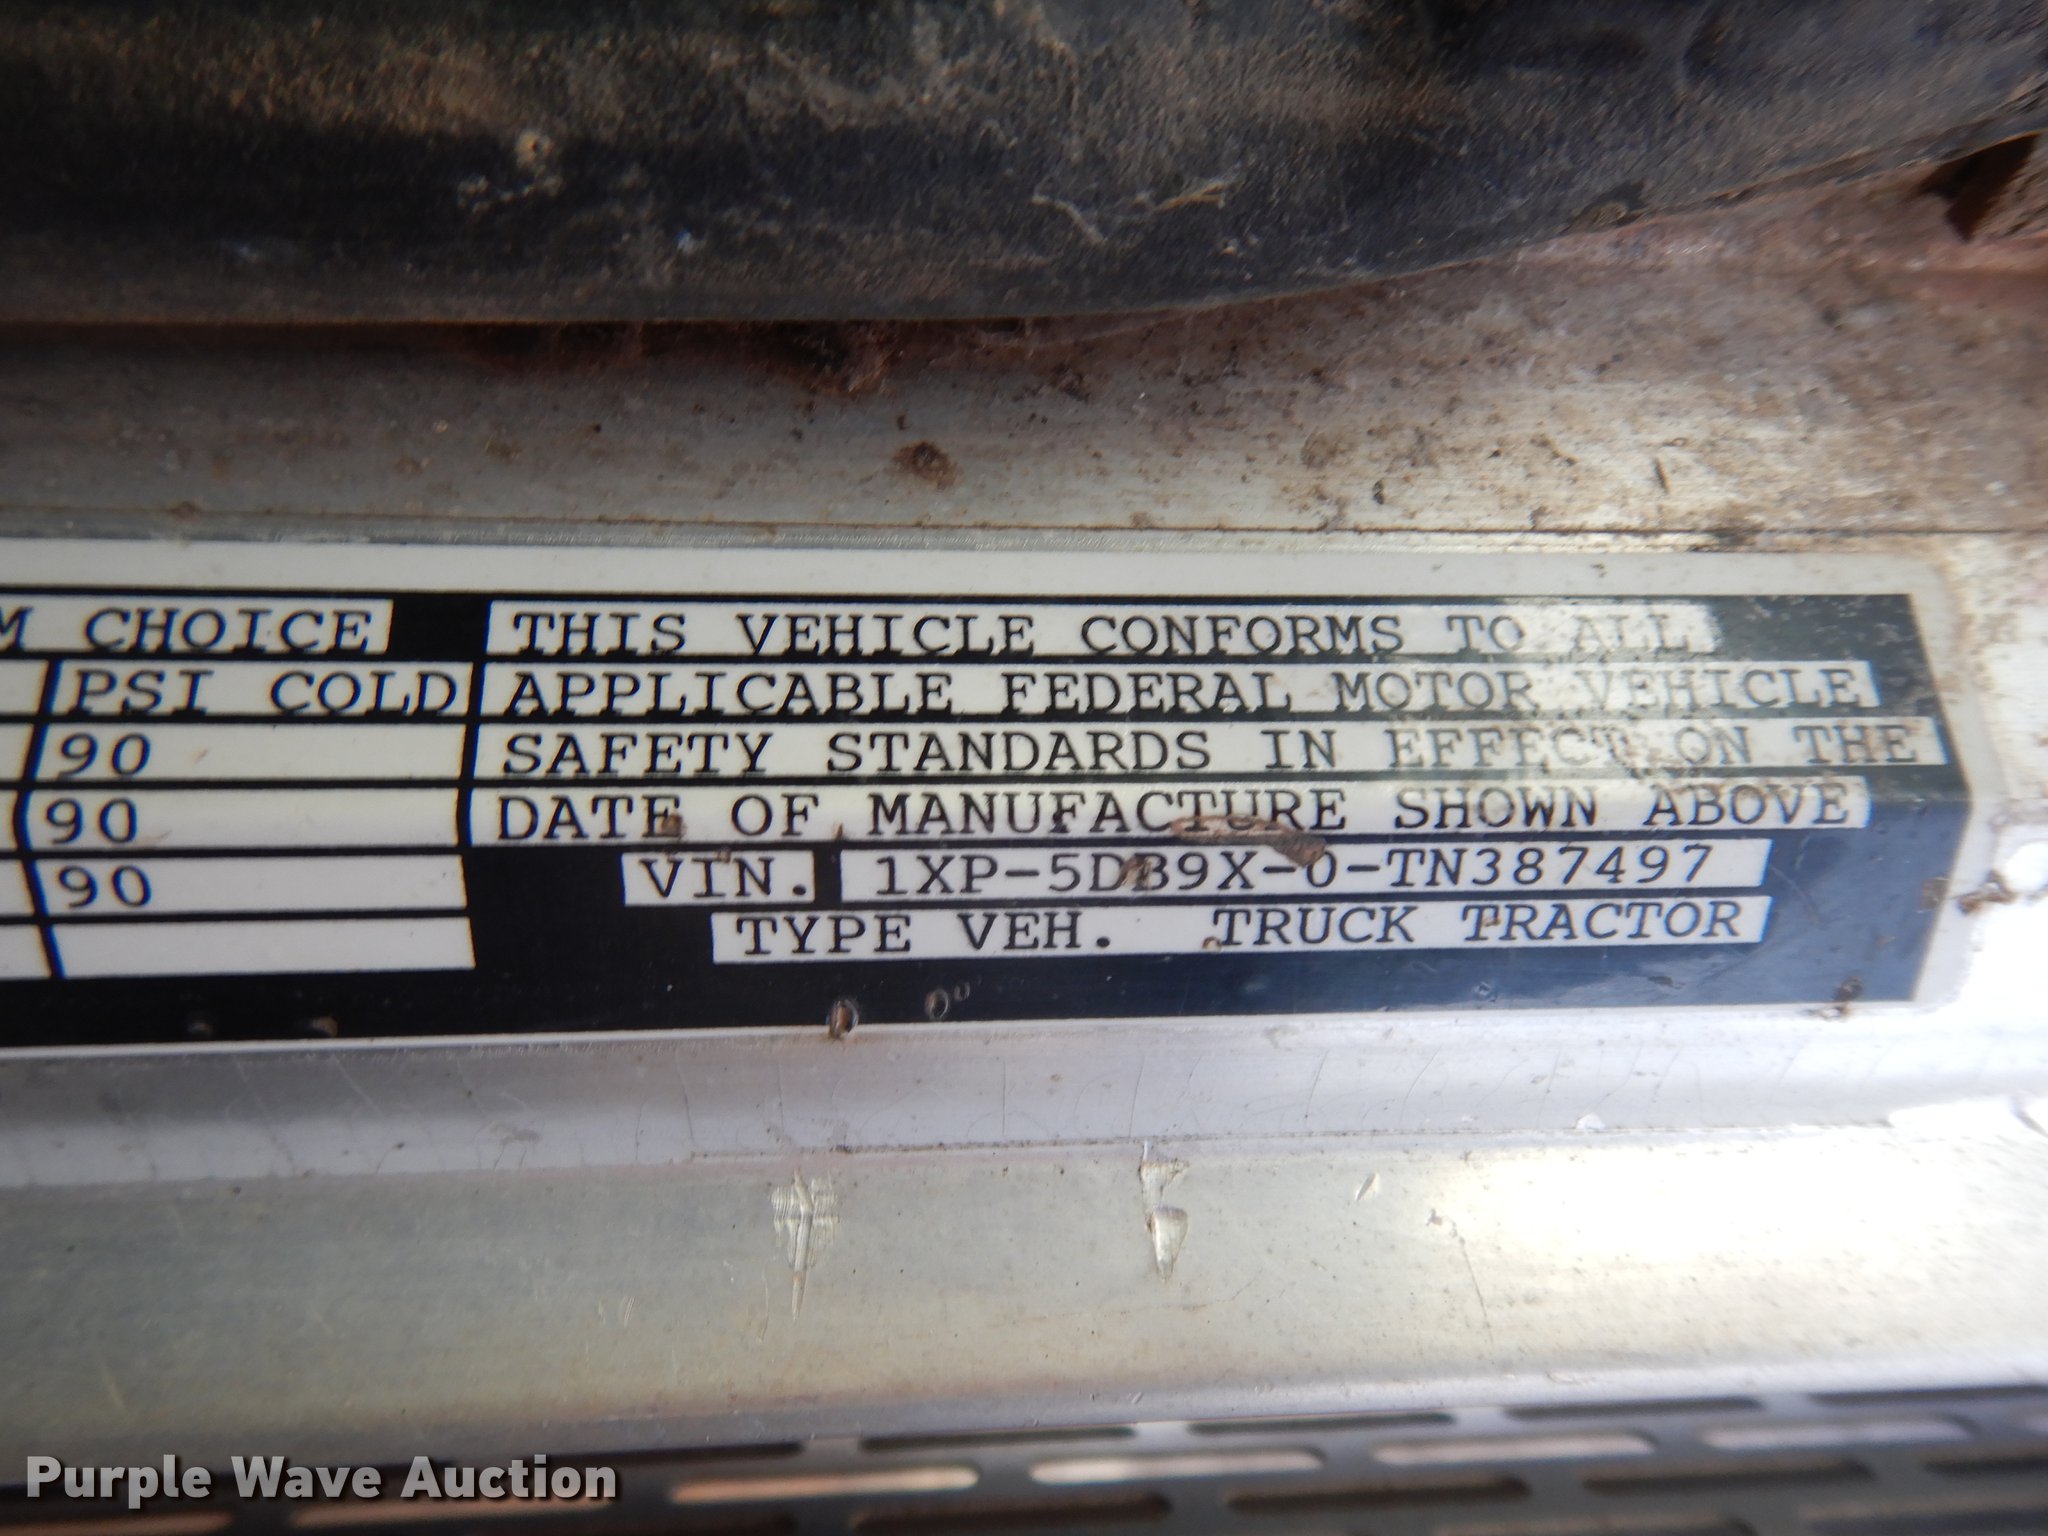 M CHOICE
PSI COLD
90
90
90
THIS VEHICLE CONFORMS TO ALL
APPLICABLE FEDERAL MOTOR VEHICLE
SAFETY STANDARDS IN EFFECT ON THE
DATE OF MANUFACTURE SHOWN ABOVE
VIN. 1XP-5DB9X-0-TN387497
TYPE VEH. TRUCK TRACTOR
Purple Wave Auction